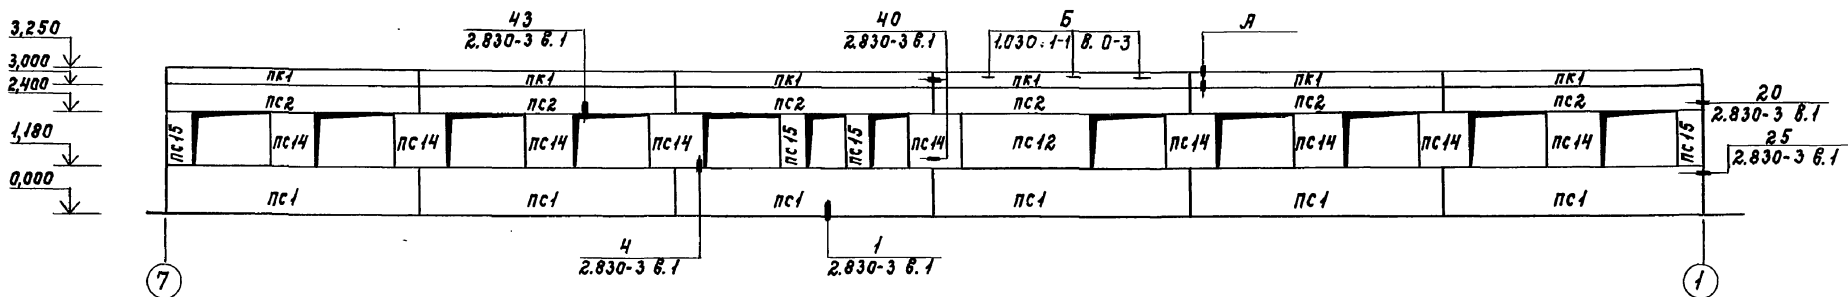 43
2.830-3 в.1
40
2.830-3 в.1
Б
1.030.1-1 в. 0-3
А
3,250
3,000
2,400
1,180
0,000
пк1 пк1 пк1 пк1 пк1 пк1
пс2 пс2 пс2 пс2 пс2 пс2
20
2.830-3 в.1
пс15 пс14 пс14 пс14 пс14 пс15 пс15 пс14 пс12 пс14 пс14 пс14 пс15
25
2.830-3 в.1
пс1 пс1 пс1 пс1 пс1 пс1
4
2.830-3 в.1
1
2.830-3 в.1
7
1